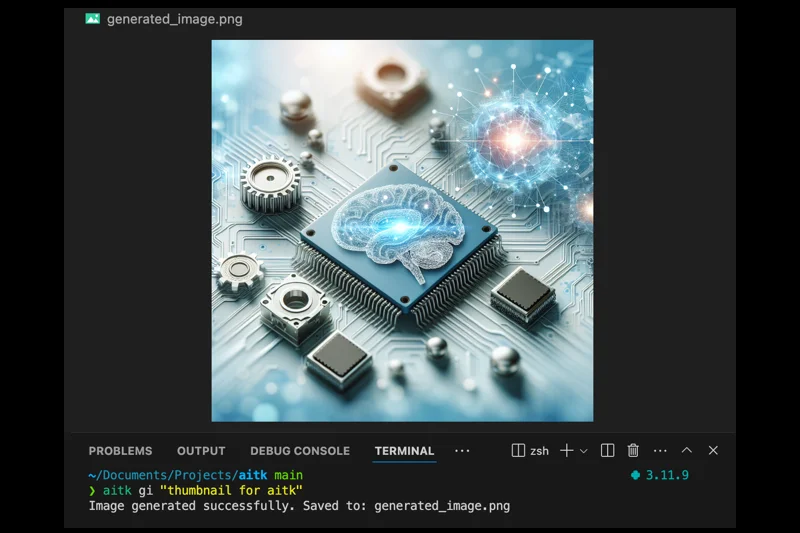 generated_image.png
PROBLEMS OUTPUT DEBUG CONSOLE TERMINAL ··· zsh
~/Documents/Projects/aitk main 3.11.9
❯ aitk gi "thumbnail for aitk"
Image generated successfully. Saved to: generated_image.png